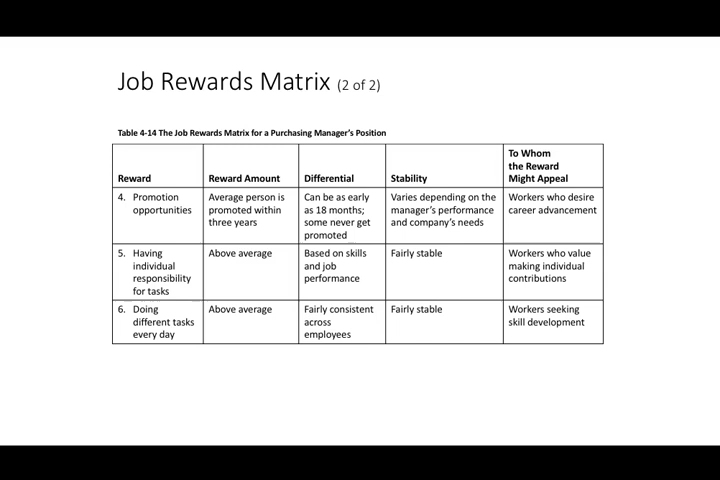 Job Rewards Matrix (2 of 2)
Table 4-14 The Job Rewards Matrix for a Purchasing Manager's Position
Reward
Reward Amount
Differential
Stability
To Whom
the Reward
Might Appeal
4. Promotion
opportunities
Average person is
promoted within
three years
Can be as early
as 18 months;
some never get
promoted
Varies depending on the
manager's performance
and company's needs
Workers who desire
career advancement
5. Having
individual
responsibility
for tasks
Above average
Based on skills
and job
performance
Fairly stable
Workers who value
making individual
contributions
6. Doing
different tasks
every day
Above average
Fairly consistent
across
employees
Fairly stable
Workers seeking
skill development